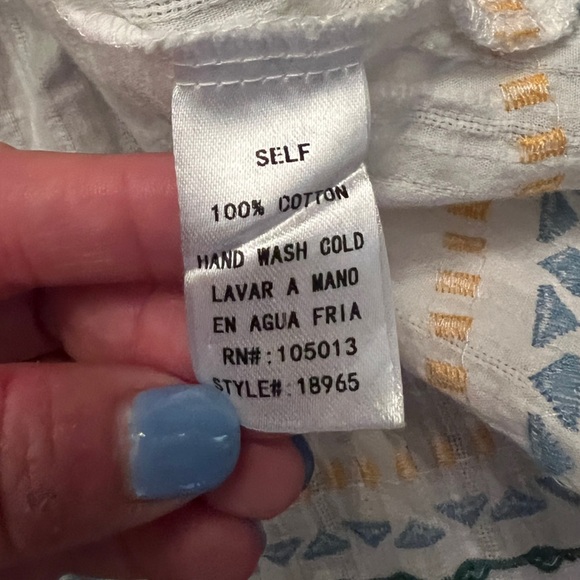 SELF
100% COTTON
HAND WASH COLD
LAVAR A MANO
EN AGUA FRIA
RN#:105013
STYLE#:18965